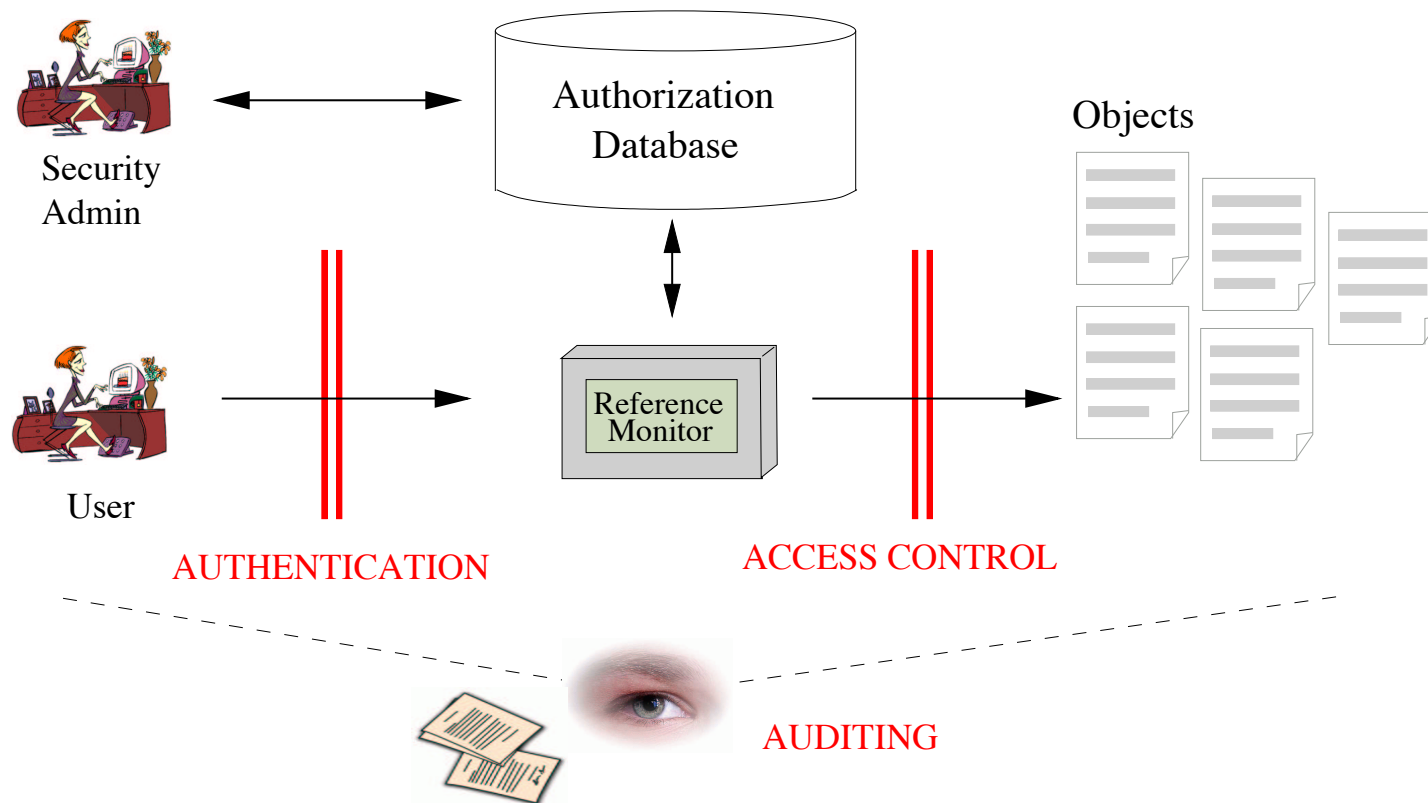 Authorization
Database
Objects
Security
Admin
Reference
Monitor
User
AUTHENTICATION
ACCESS CONTROL
AUDITING